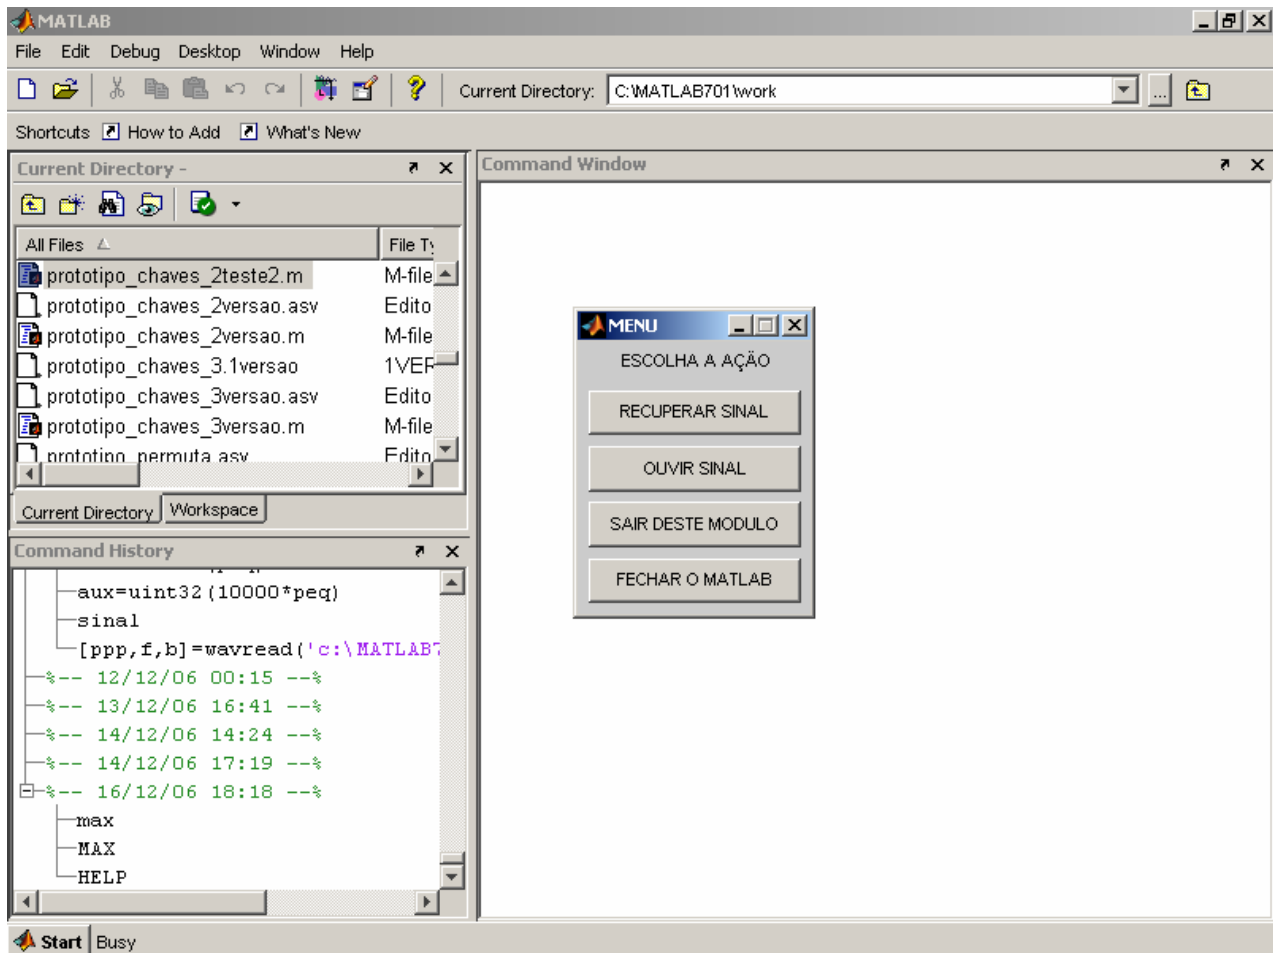 MATLAB
File Edit Debug Desktop Window Help
Current Directory: C:\MATLAB701\work ...
Shortcuts How to Add What's New
Current Directory -
All Files File Ty
prototipo_chaves_2teste2.m M-file
prototipo_chaves_2versao.asv Edito
prototipo_chaves_2versao.m M-file
prototipo_chaves_3.1versao 1VER
prototipo_chaves_3versao.asv Edito
prototipo_chaves_3versao.m M-file
prototipo_permuta.asv Edito
Current Directory Workspace
Command History
aux=uint32(10000*peq)
sinal
[ppp,f,b]=wavread('c:\MATLAB7
%-- 12/12/06 00:15 --%
%-- 13/12/06 16:41 --%
%-- 14/12/06 14:24 --%
%-- 14/12/06 17:19 --%
%-- 16/12/06 18:18 --%
max
MAX
HELP
Command Window
MENU
ESCOLHA A AÇÄO
RECUPERAR SINAL
OUVIR SINAL
SAIR DESTE MODULO
FECHAR O MATLAB
Start Busy